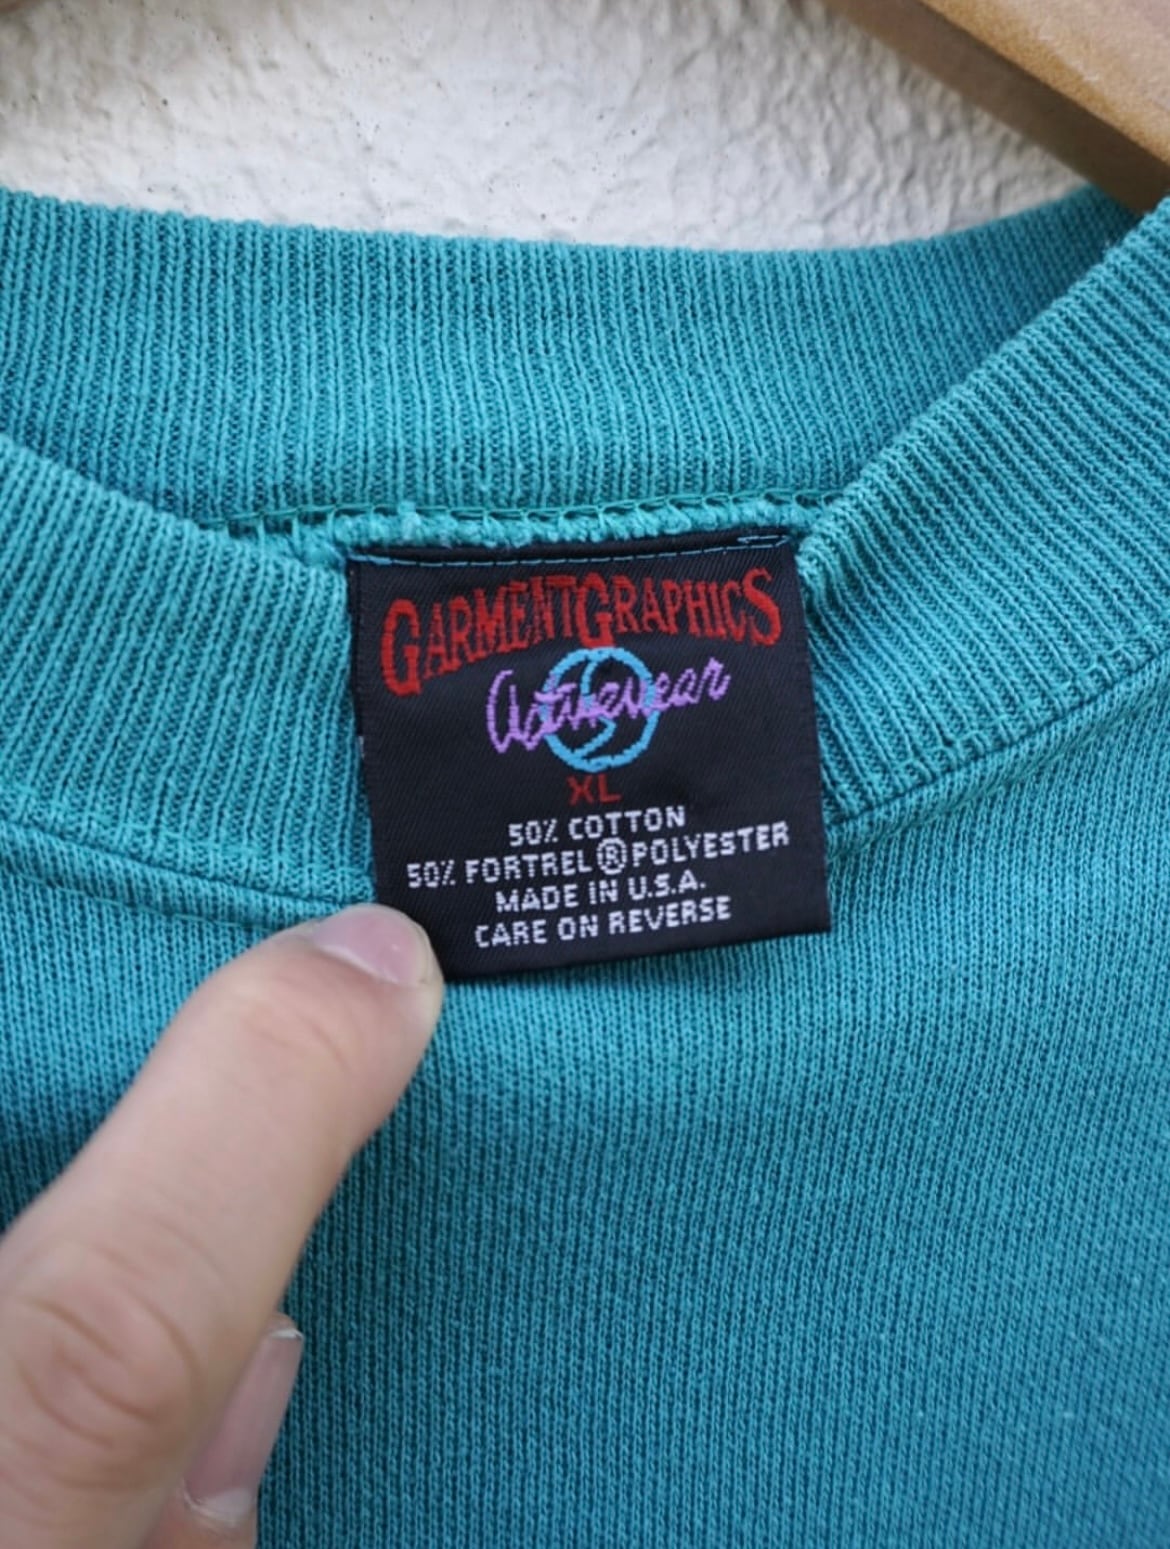 GARMENTGRAPHICS
Activewear
XL
50% COTTON
50% FORTREL®POLYESTER
MADE IN U.S.A.
CARE ON REVERSE